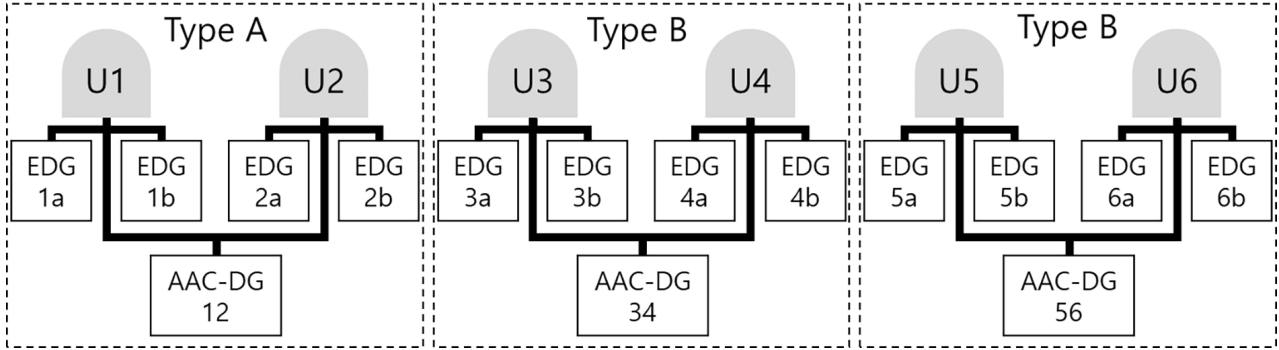 Type A
U1
U2
EDG
1a
EDG
1b
EDG
2a
EDG
2b
AAC-DG
12
Type B
U3
U4
EDG
3a
EDG
3b
EDG
4a
EDG
4b
AAC-DG
34
Type B
U5
U6
EDG
5a
EDG
5b
EDG
6a
EDG
6b
AAC-DG
56